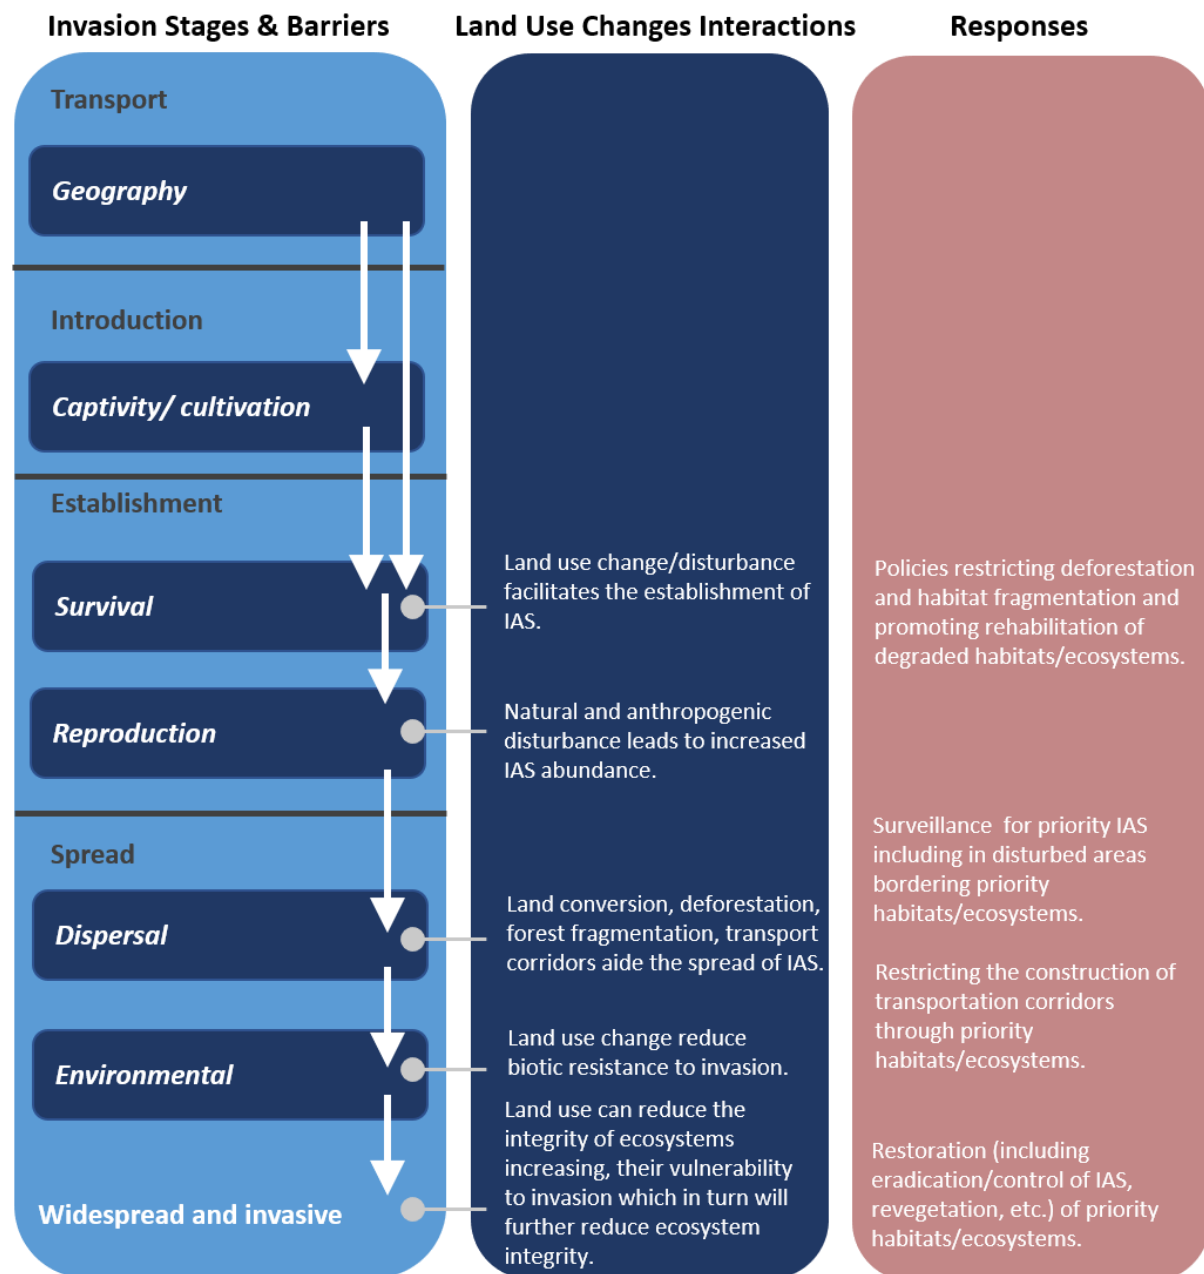 Invasion Stages & Barriers
Land Use Changes Interactions
Responses
Transport
Geography
Introduction
Captivity/ cultivation
Establishment
Survival
Reproduction
Spread
Dispersal
Environmental
Widespread and invasive
Land use change/disturbance
facilitates the establishment of
IAS.
Natural and anthropogenic
disturbance leads to increased
IAS abundance.
Land conversion, deforestation,
forest fragmentation, transport
corridors aide the spread of IAS.
Land use change reduce
biotic resistance to invasion.
Land use can reduce the
integrity of ecosystems
increasing, their vulnerability
to invasion which in turn will
further reduce ecosystem
integrity.
Policies restricting deforestation
and habitat fragmentation and
promoting rehabilitation of
degraded habitats/ecosystems.
Surveillance  for priority IAS
including in disturbed areas
bordering priority
habitats/ecosystems.
Restricting the construction of
transportation corridors
through priority
habitats/ecosystems.
Restoration (including
eradication/control of IAS,
revegetation, etc.) of priority
habitats/ecosystems.